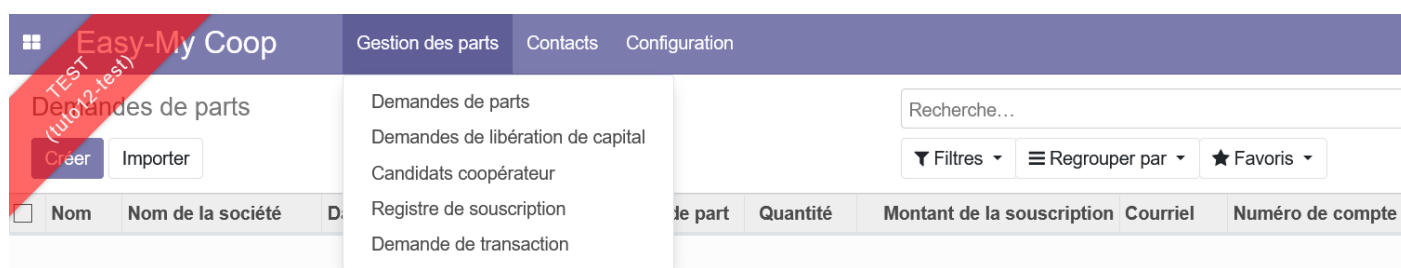 Easy-My Coop Gestion des parts Contacts Configuration
TEST
(tuto12-test)
Demandes de parts
Recherche...
Créer Importer
Filtres Regrouper par Favoris
Demandes de parts
Demandes de libération de capital
Candidats coopérateur
Registre de souscription
Demande de transaction
Nom Nom de la société de part Quantité Montant de la souscription Courriel Numéro de compte